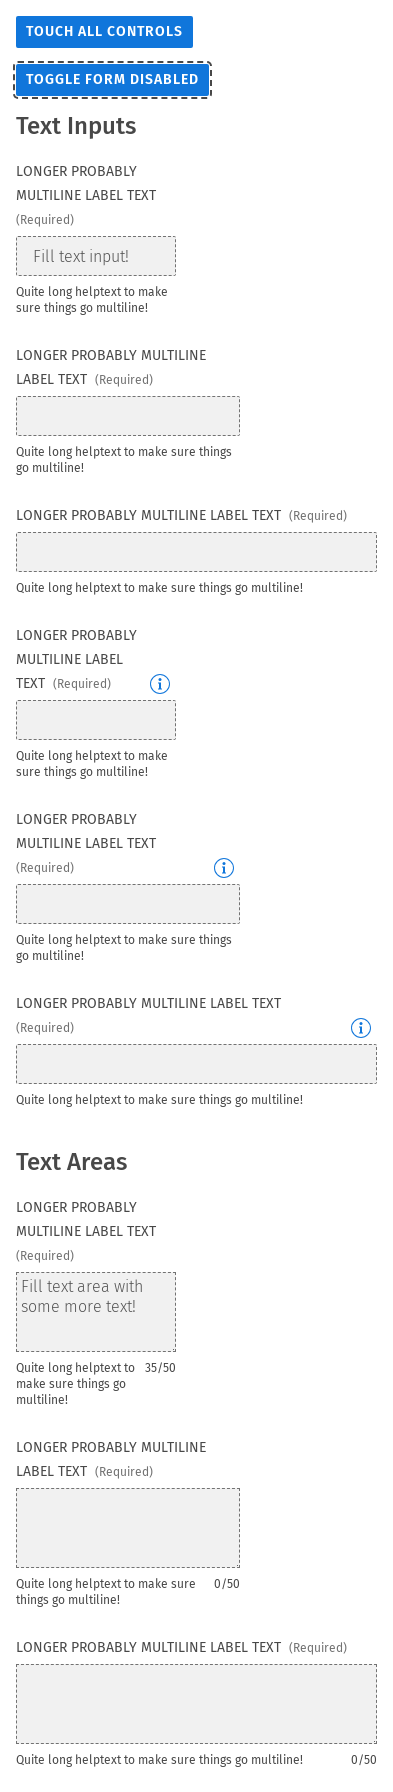 TOUCH ALL CONTROLS
TOGGLE FORM DISABLED
Text Inputs
LONGER PROBABLY
MULTILINE LABEL TEXT
(Required)
Fill text input!
Quite long helptext to make
sure things go multiline!
LONGER PROBABLY MULTILINE
LABEL TEXT (Required)
Quite long helptext to make sure things
go multiline!
LONGER PROBABLY MULTILINE LABEL TEXT (Required)
Quite long helptext to make sure things go multiline!
LONGER PROBABLY
MULTILINE LABEL
TEXT (Required)
Quite long helptext to make
sure things go multiline!
LONGER PROBABLY
MULTILINE LABEL TEXT
(Required)
Quite long helptext to make sure things
go multiline!
LONGER PROBABLY MULTILINE LABEL TEXT
(Required)
Quite long helptext to make sure things go multiline!
Text Areas
LONGER PROBABLY
MULTILINE LABEL TEXT
(Required)
Fill text area with
some more text!
Quite long helptext to 35/50
make sure things go
multiline!
LONGER PROBABLY MULTILINE
LABEL TEXT (Required)
Quite long helptext to make sure 0/50
things go multiline!
LONGER PROBABLY MULTILINE LABEL TEXT (Required)
Quite long helptext to make sure things go multiline! 0/50